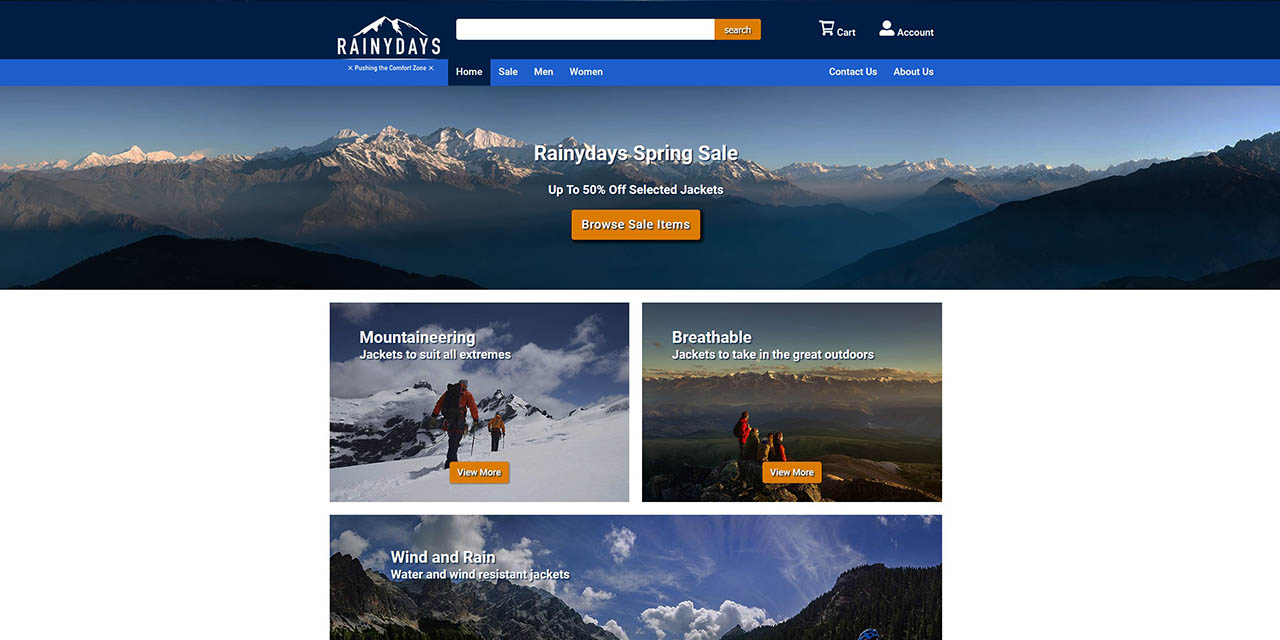 RAINYDAYS
× Pushing the Comfort Zone ×
search
Cart
Account
Home
Sale
Men
Women
Contact Us
About Us
Rainydays Spring Sale
Up To 50% Off Selected Jackets
Browse Sale Items
Mountaineering
Jackets to suit all extremes
View More
Breathable
Jackets to take in the great outdoors
View More
Wind and Rain
Water and wind resistant jackets